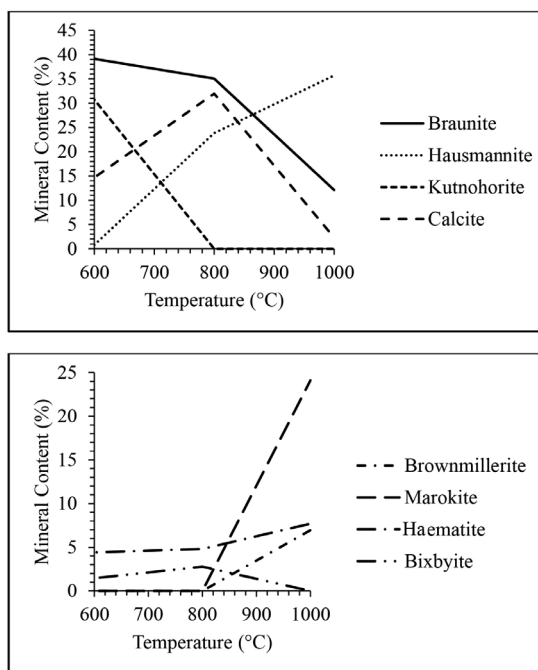 45
40
35
30
25
20
15
10
5
0
600 700 800 900 1000
Mineral Content (%)
Temperature (°C)
Braunite
Hausmannite
Kutnohorite
Calcite
25
20
15
10
5
0
600 700 800 900 1000
Mineral Content (%)
Temperature (°C)
Brownmillerite
Marokite
Haematite
Bixbyite